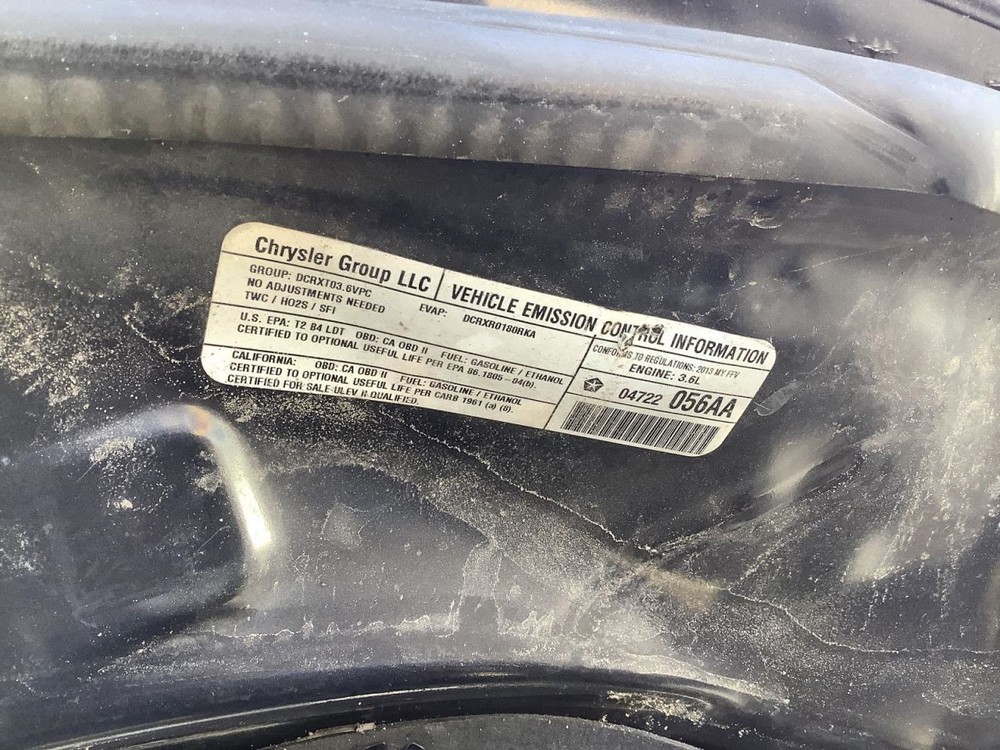 Chrysler Group LLC
VEHICLE EMISSION CONTROL INFORMATION
GROUP: DCRXT03.6VPC
EVAP: DCRXR0180RKA
NO ADJUSTMENTS NEEDED
TWC / HO2S / SFI
CONFORMS TO REGULATIONS: 2013 MY FFV
ENGINE: 3.6L
U.S. EPA: T2 B4 LDT OBD: CA OBD II FUEL: GASOLINE / ETHANOL
CERTIFIED TO OPTIONAL USEFUL LIFE PER EPA 86.1805-04(b).
CALIFORNIA: OBD: CA OBD II FUEL: GASOLINE / ETHANOL
CERTIFIED TO OPTIONAL USEFUL LIFE PER CARB 1961 (a) (8).
CERTIFIED FOR SALE-ULEV II QUALIFIED.
04722 056AA